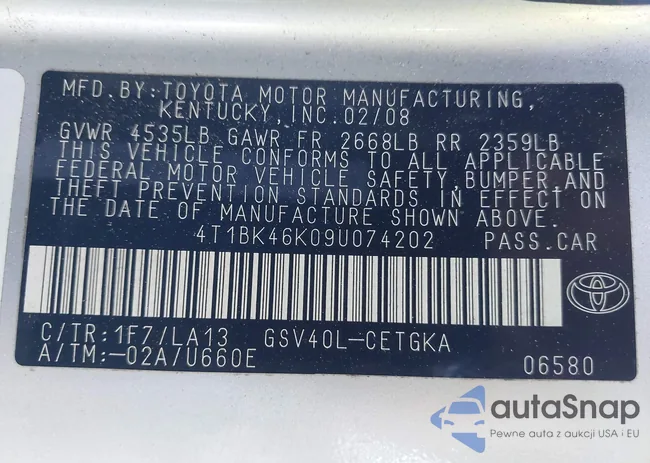 MFD.BY:TOYOTA MOTOR MANUFACTURING,
KENTUCKY,INC.02/08
GVWR 4535LB GAWR FR 2668LB RR 2359LB
THIS VEHICLE CONFORMS TO ALL APPLICABLE
FEDERAL MOTOR VEHICLE SAFETY,BUMPER,AND
THEFT PREVENTION STANDARDS IN EFFECT ON
THE DATE OF MANUFACTURE SHOWN ABOVE.
4T1BK46K09U074202 PASS.CAR
C/TR:1F7/LA13 GSV40L-CETGKA
A/TM:-02A/U660E 06580
autaSnap
Pewne auta z aukcji USA i EU